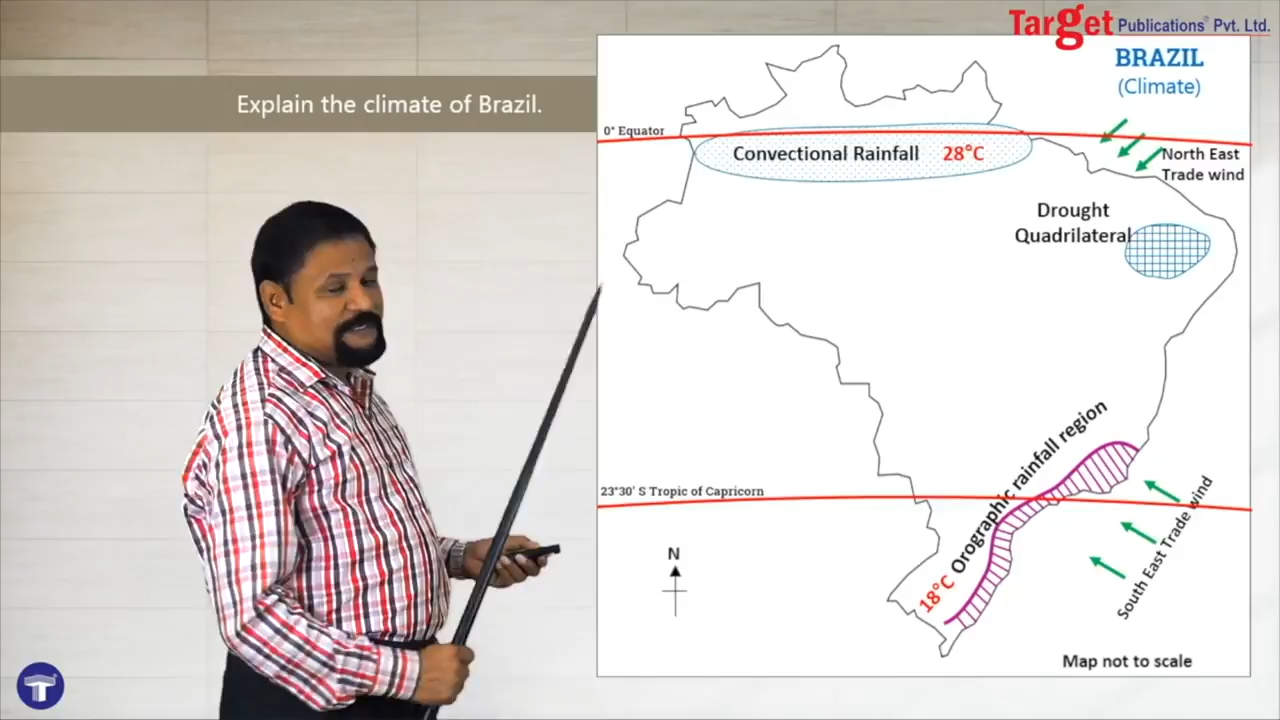 Target Publications® Pvt. Ltd.
Explain the climate of Brazil.
BRAZIL
(Climate)
0° Equator
Convectional Rainfall 28°C
North East
Trade wind
Drought
Quadrilateral
23°30' S Tropic of Capricorn
18°C Orographic rainfall region
South East Trade wind
N
Map not to scale
T